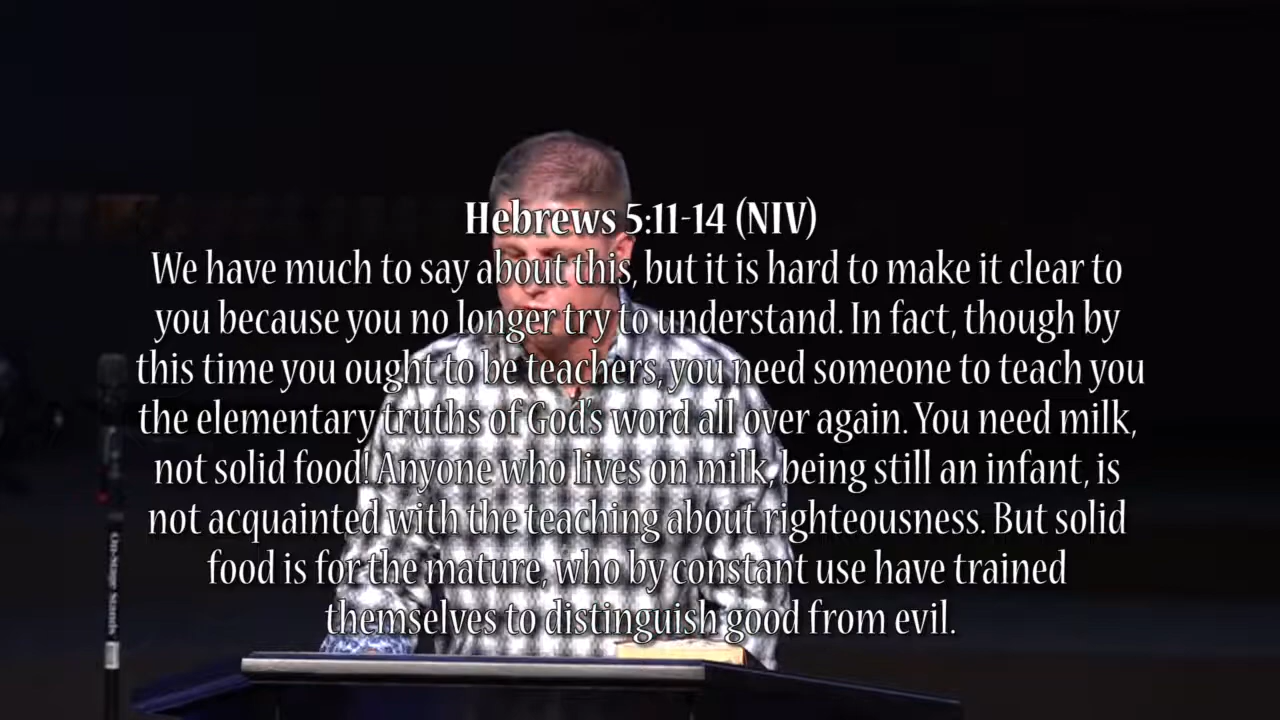 Hebrews 5:11-14 (NIV)
We have much to say about this, but it is hard to make it clear to
you because you no longer try to understand. In fact, though by
this time you ought to be teachers, you need someone to teach you
the elementary truths of God's word all over again. You need milk,
not solid food! Anyone who lives on milk, being still an infant, is
not acquainted with the teaching about righteousness. But solid
food is for the mature, who by constant use have trained
themselves to distinguish good from evil.
On-Stage Stands